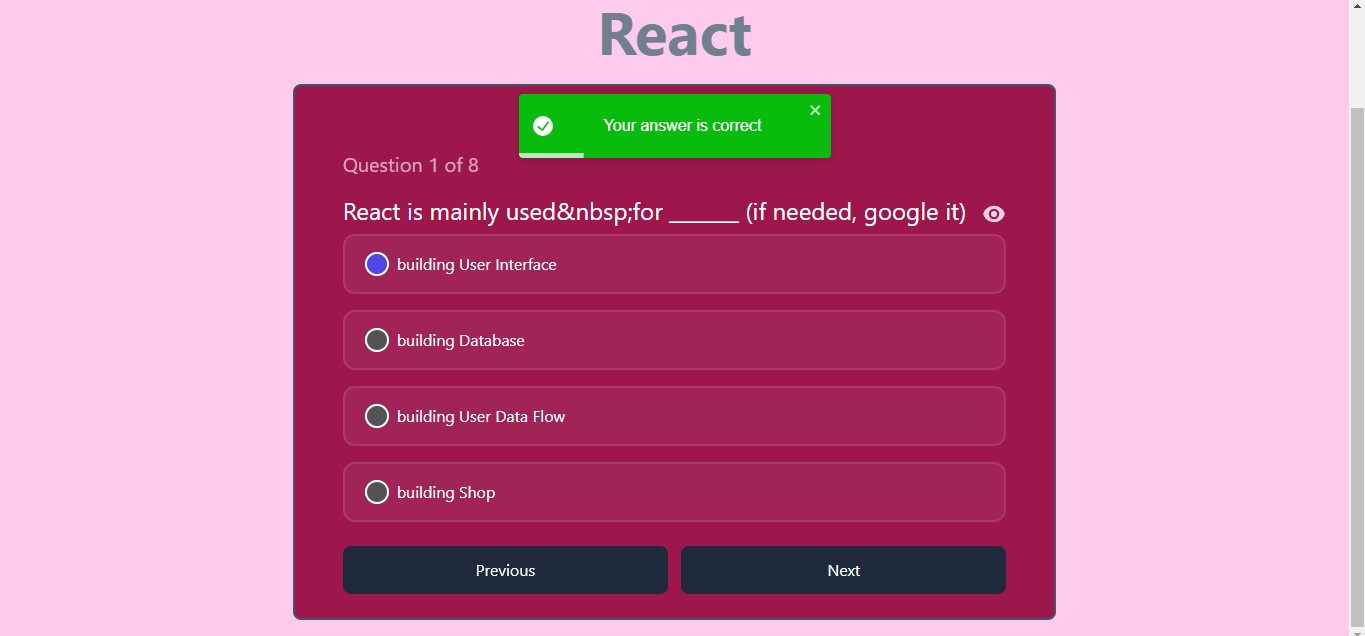 React
Your answer is correct
Question 1 of 8
React is mainly used&nbsp;for _______ (if needed, google it)
building User Interface
building Database
building User Data Flow
building Shop
Previous
Next